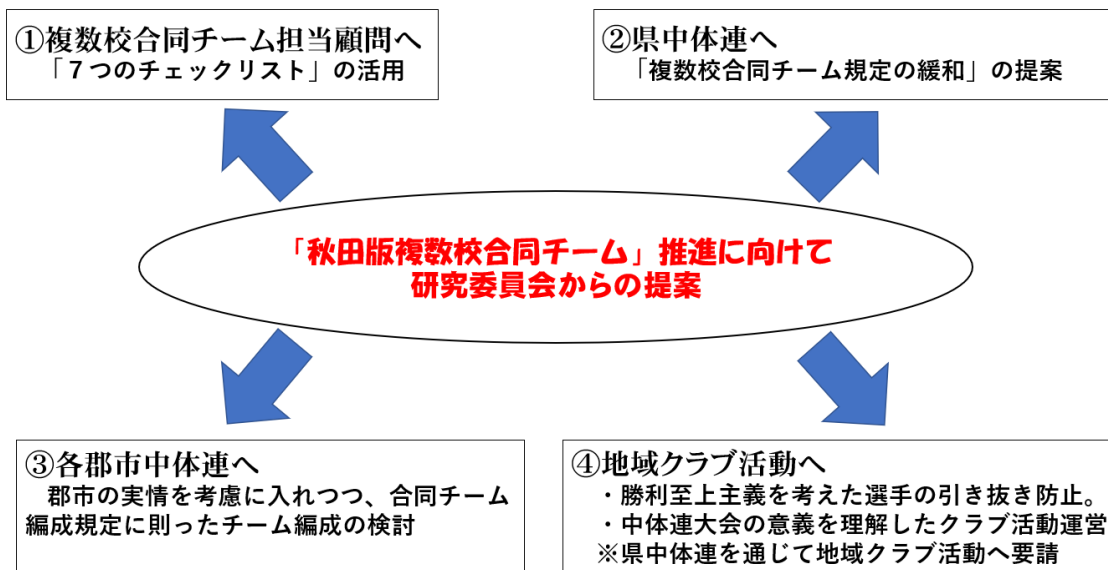 ①複数校合同チーム担当顧問へ
「７つのチェックリスト」の活用
②県中体連へ
「複数校合同チーム規定の緩和」の提案
「秋田版複数校合同チーム」推進に向けて
研究委員会からの提案
③各郡市中体連へ
郡市の実情を考慮に入れつつ、合同チーム
編成規定に則ったチーム編成の検討
④地域クラブ活動へ
・勝利至上主義を考えた選手の引き抜き防止。
・中体連大会の意義を理解したクラブ活動運営
※県中体連を通じて地域クラブ活動へ要請